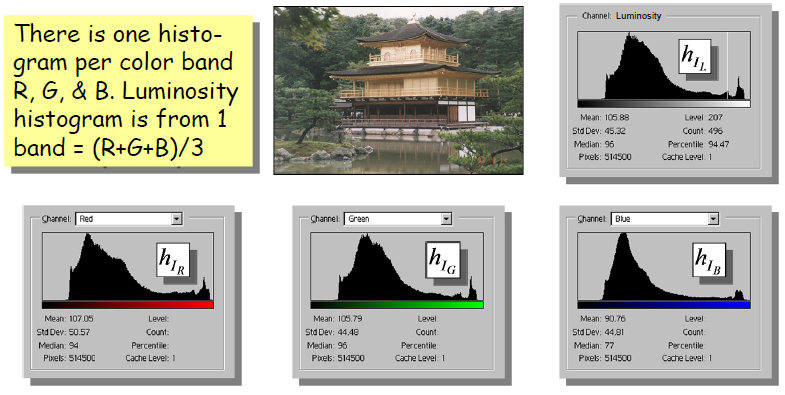 There is one histo-
gram per color band
R, G, & B. Luminosity
histogram is from 1
band = (R+G+B)/3
Channel: Luminosity
h_{I_L}
Mean: 105.88 Level: 207
Std Dev: 45.32 Count: 496
Median: 96 Percentile: 94.47
Pixels: 514500 Cache Level: 1
Channel: Red
h_{I_R}
Mean: 107.05 Level:
Std Dev: 50.57 Count:
Median: 94 Percentile:
Pixels: 514500 Cache Level: 1
Channel: Green
h_{I_G}
Mean: 105.79 Level:
Std Dev: 44.48 Count:
Median: 96 Percentile:
Pixels: 514500 Cache Level: 1
Channel: Blue
h_{I_B}
Mean: 90.76 Level:
Std Dev: 44.81 Count:
Median: 77 Percentile:
Pixels: 514500 Cache Level: 1